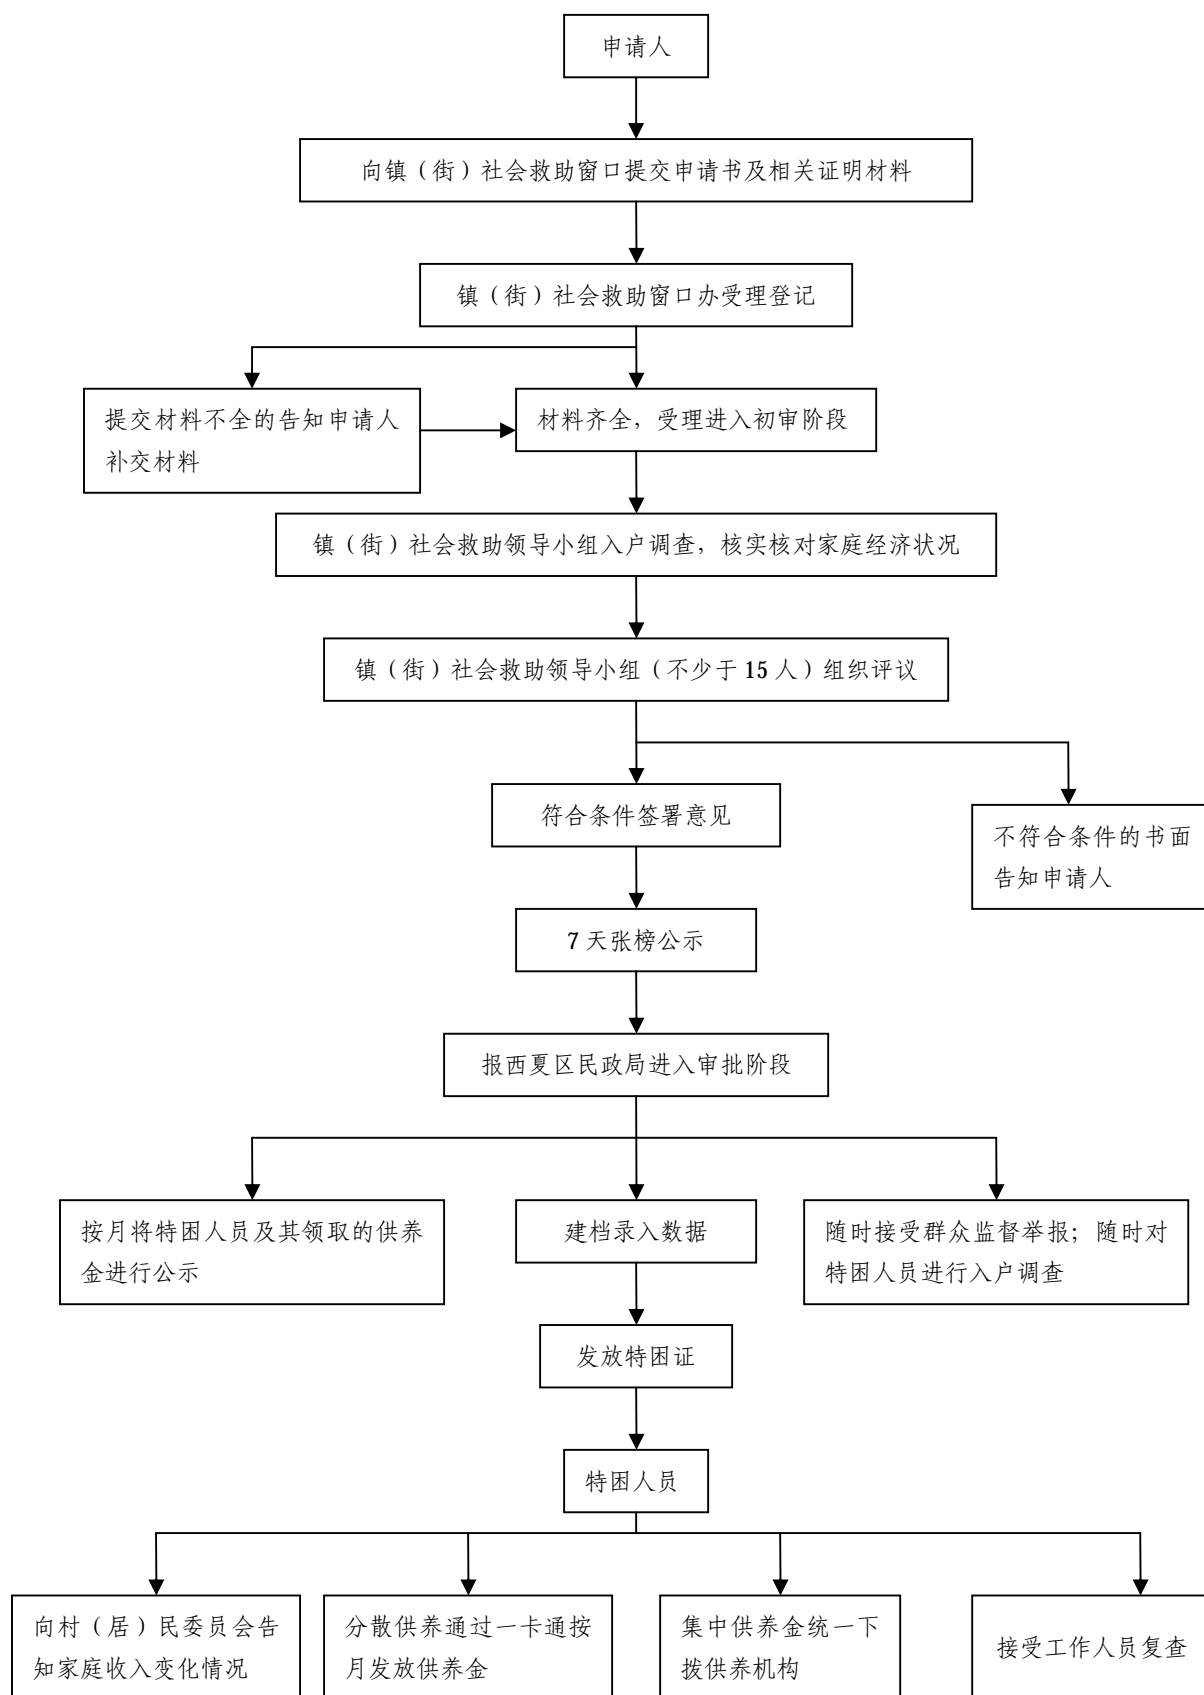 申请人
向镇（街）社会救助窗口提交申请书及相关证明材料
镇（街）社会救助窗口办受理登记
提交材料不全的告知申请人
补交材料
材料齐全，受理进入初审阶段
镇（街）社会救助领导小组入户调查，核实核对家庭经济状况
镇（街）社会救助领导小组（不少于 15 人）组织评议
符合条件签署意见
不符合条件的书面
告知申请人
7 天张榜公示
报西夏区民政局进入审批阶段
按月将特困人员及其领取的供养
金进行公示
建档录入数据
随时接受群众监督举报；随时对
特困人员进行入户调查
发放特困证
特困人员
向村（居）民委员会告
知家庭收入变化情况
分散供养通过一卡通按
月发放供养金
集中供养金统一下
拨供养机构
接受工作人员复查